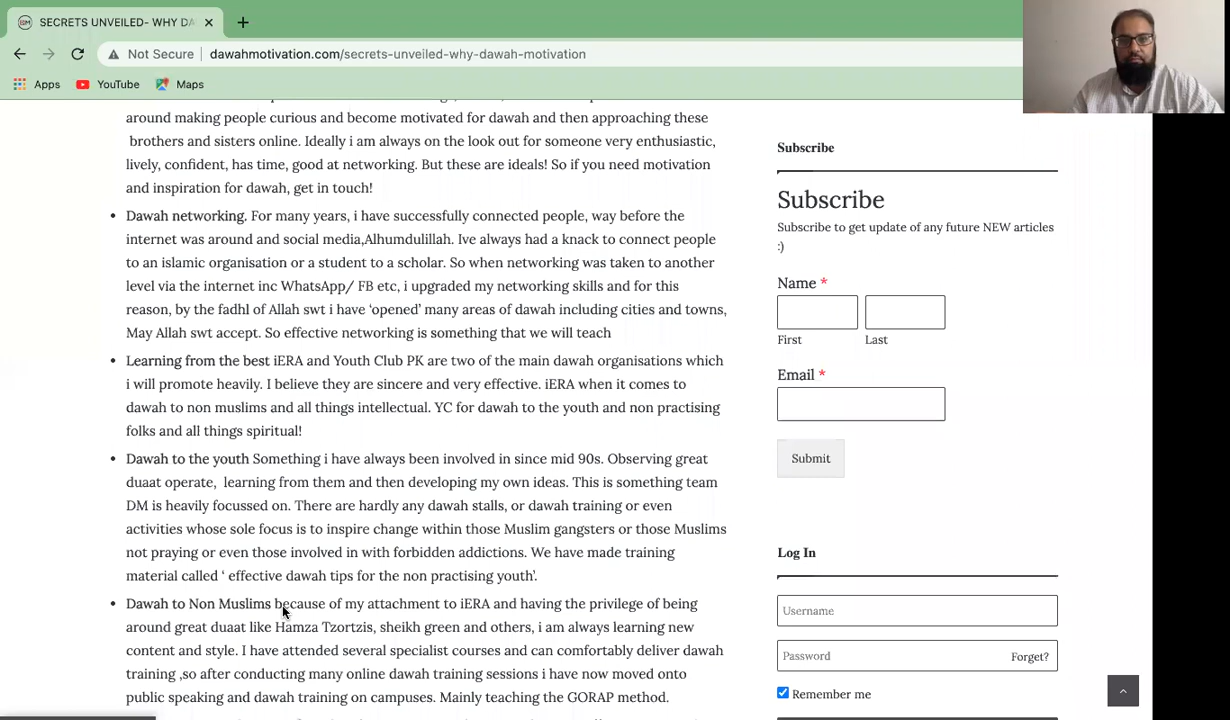 SECRETS UNVEILED- WHY DA
Not Secure
dawahmotivation.com/secrets-unveiled-why-dawah-motivation
Apps
YouTube
Maps
around making people curious and become motivated for dawah and then approaching these
brothers and sisters online. Ideally i am always on the look out for someone very enthusiastic,
lively, confident, has time, good at networking. But these are ideals! So if you need motivation
and inspiration for dawah, get in touch!
• Dawah networking. For many years, i have successfully connected people, way before the
internet was around and social media,Alhumdulillah. Ive always had a knack to connect people
to an islamic organisation or a student to a scholar. So when networking was taken to another
level via the internet inc WhatsApp/ FB etc, i upgraded my networking skills and for this
reason, by the fadhl of Allah swt i have ‘opened’ many areas of dawah including cities and towns,
May Allah swt accept. So effective networking is something that we will teach
• Learning from the best iERA and Youth Club PK are two of the main dawah organisations which
i will promote heavily. I believe they are sincere and very effective. iERA when it comes to
dawah to non muslims and all things intellectual. YC for dawah to the youth and non practising
folks and all things spiritual!
• Dawah to the youth Something i have always been involved in since mid 90s. Observing great
duaat operate, learning from them and then developing my own ideas. This is something team
DM is heavily focussed on. There are hardly any dawah stalls, or dawah training or even
activities whose sole focus is to inspire change within those Muslim gangsters or those Muslims
not praying or even those involved in with forbidden addictions. We have made training
material called ‘ effective dawah tips for the non practising youth’.
• Dawah to Non Muslims because of my attachment to iERA and having the privilege of being
around great duaat like Hamza Tzortzis, sheikh green and others, i am always learning new
content and style. I have attended several specialist courses and can comfortably deliver dawah
training ,so after conducting many online dawah training sessions i have now moved onto
public speaking and dawah training on campuses. Mainly teaching the GORAP method.
Subscribe
Subscribe
Subscribe to get update of any future NEW articles
:)
Name *
First
Last
Email *
Submit
Log In
Username
Password
Forget?
Remember me